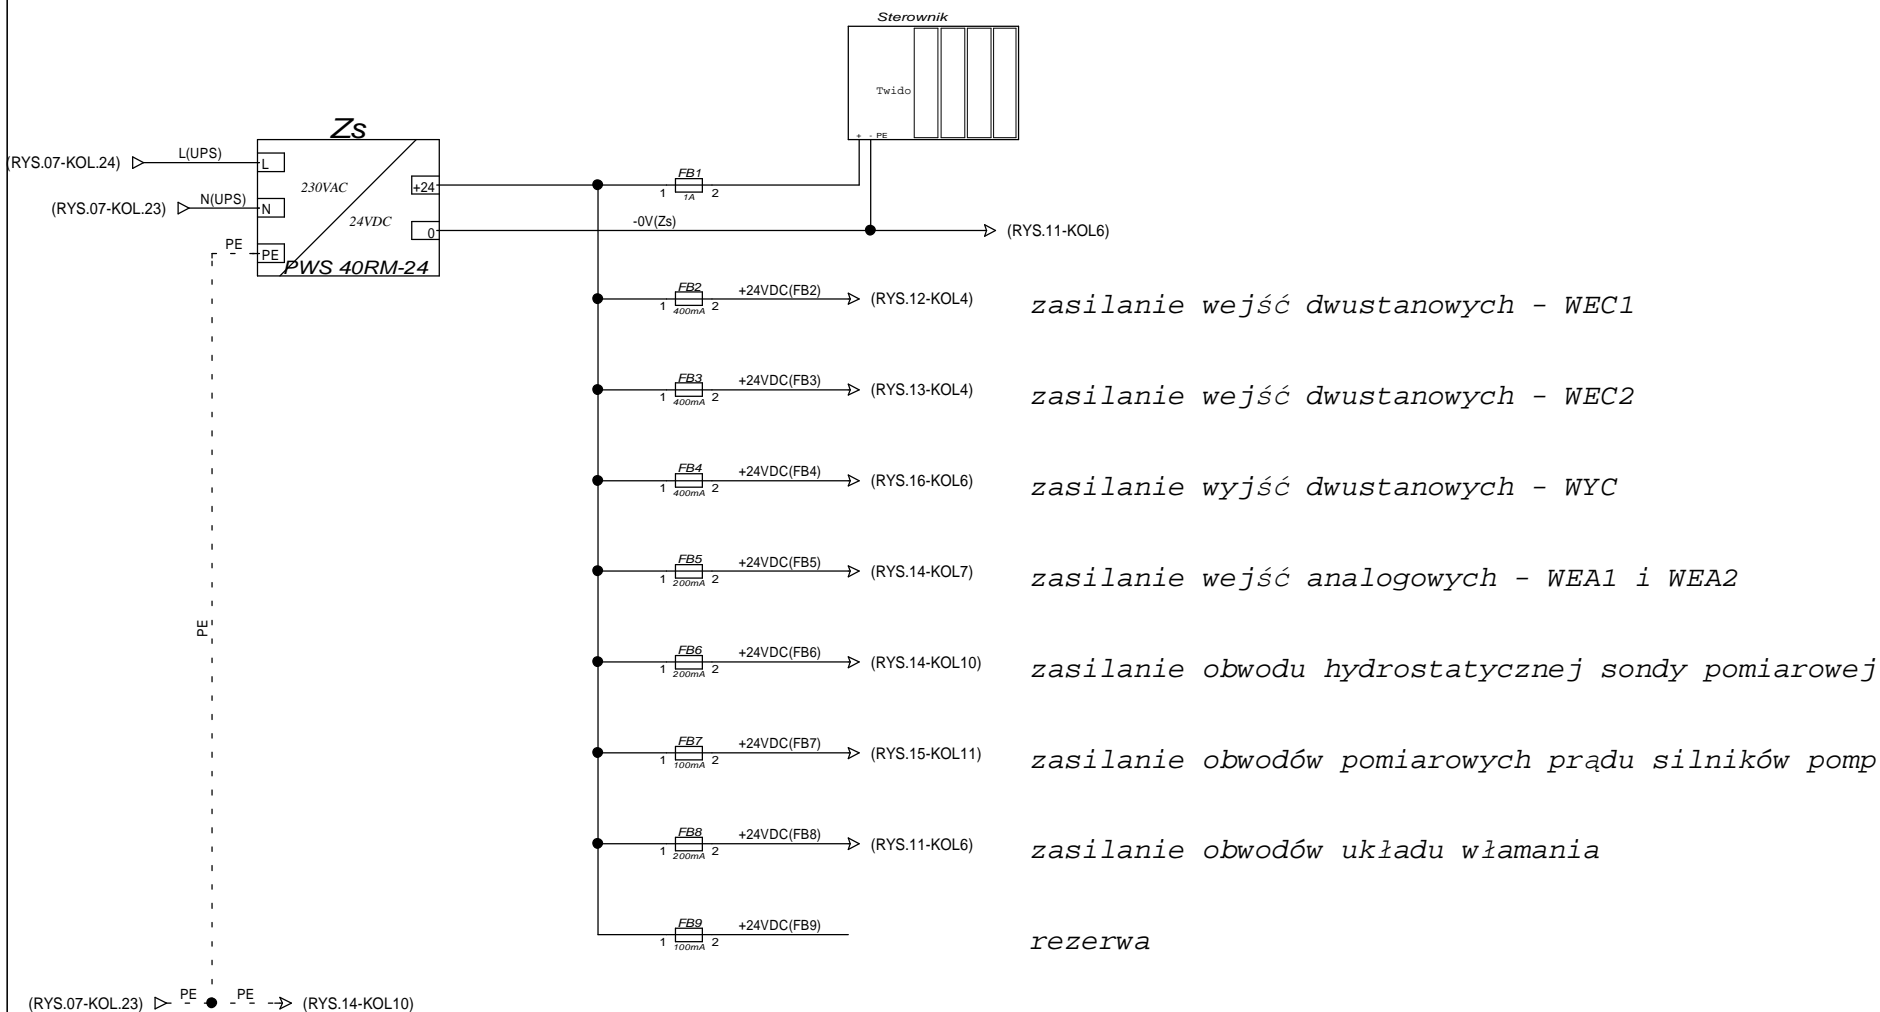 Sterownik
Twido
+ - PE
Zs
(RYS.07-KOL.24) L(UPS) L
230VAC
+24
FB1
1 2
1A
(RYS.07-KOL.23) N(UPS) N
24VDC
0
-0V(Zs)
(RYS.11-KOL6)
PE PE
PWS 40RM-24
FB2 +24VDC(FB2)
1 2 (RYS.12-KOL4) zasilanie wejść dwustanowych - WEC1
400mA
FB3 +24VDC(FB3)
1 2 (RYS.13-KOL4) zasilanie wejść dwustanowych - WEC2
400mA
FB4 +24VDC(FB4)
1 2 (RYS.16-KOL6) zasilanie wyjść dwustanowych - WYC
400mA
FB5 +24VDC(FB5)
1 2 (RYS.14-KOL7) zasilanie wejść analogowych - WEA1 i WEA2
200mA
PE
FB6 +24VDC(FB6)
1 2 (RYS.14-KOL10) zasilanie obwodu hydrostatycznej sondy pomiarowej
200mA
FB7 +24VDC(FB7)
1 2 (RYS.15-KOL11) zasilanie obwodów pomiarowych prądu silników pomp
100mA
FB8 +24VDC(FB8)
1 2 (RYS.11-KOL6) zasilanie obwodów układu włamania
200mA
FB9 +24VDC(FB9)
1 2 rezerwa
100mA
(RYS.07-KOL.23) PE PE (RYS.14-KOL10)